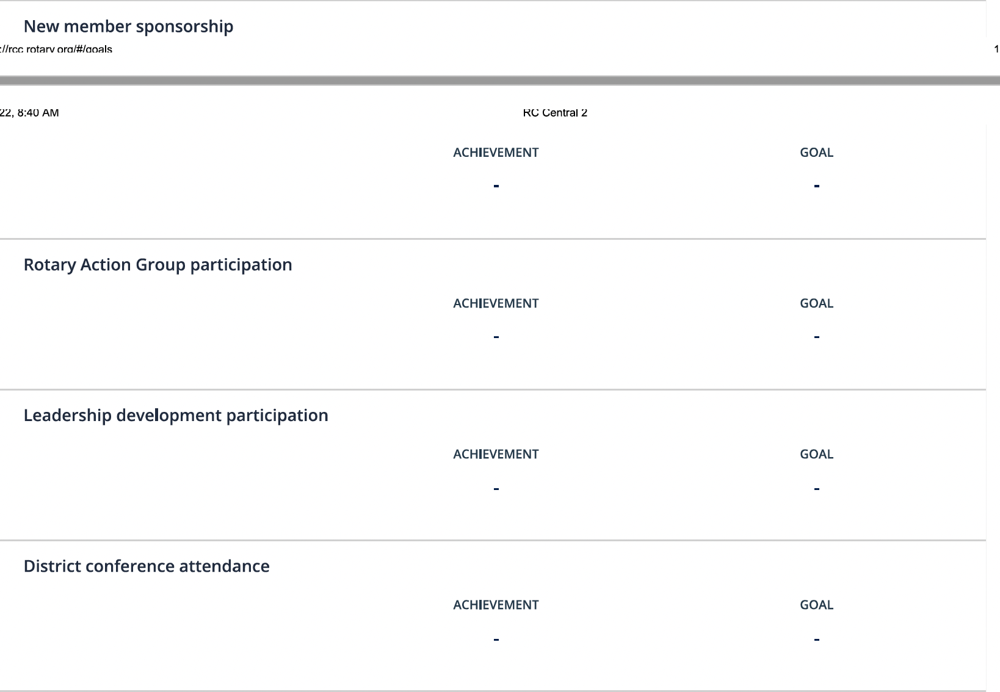 New member sponsorship
://rcc.rotary.org/#/goals 1
22, 8:40 AM RC Central 2
ACHIEVEMENT GOAL
- -
Rotary Action Group participation
ACHIEVEMENT GOAL
- -
Leadership development participation
ACHIEVEMENT GOAL
- -
District conference attendance
ACHIEVEMENT GOAL
- -